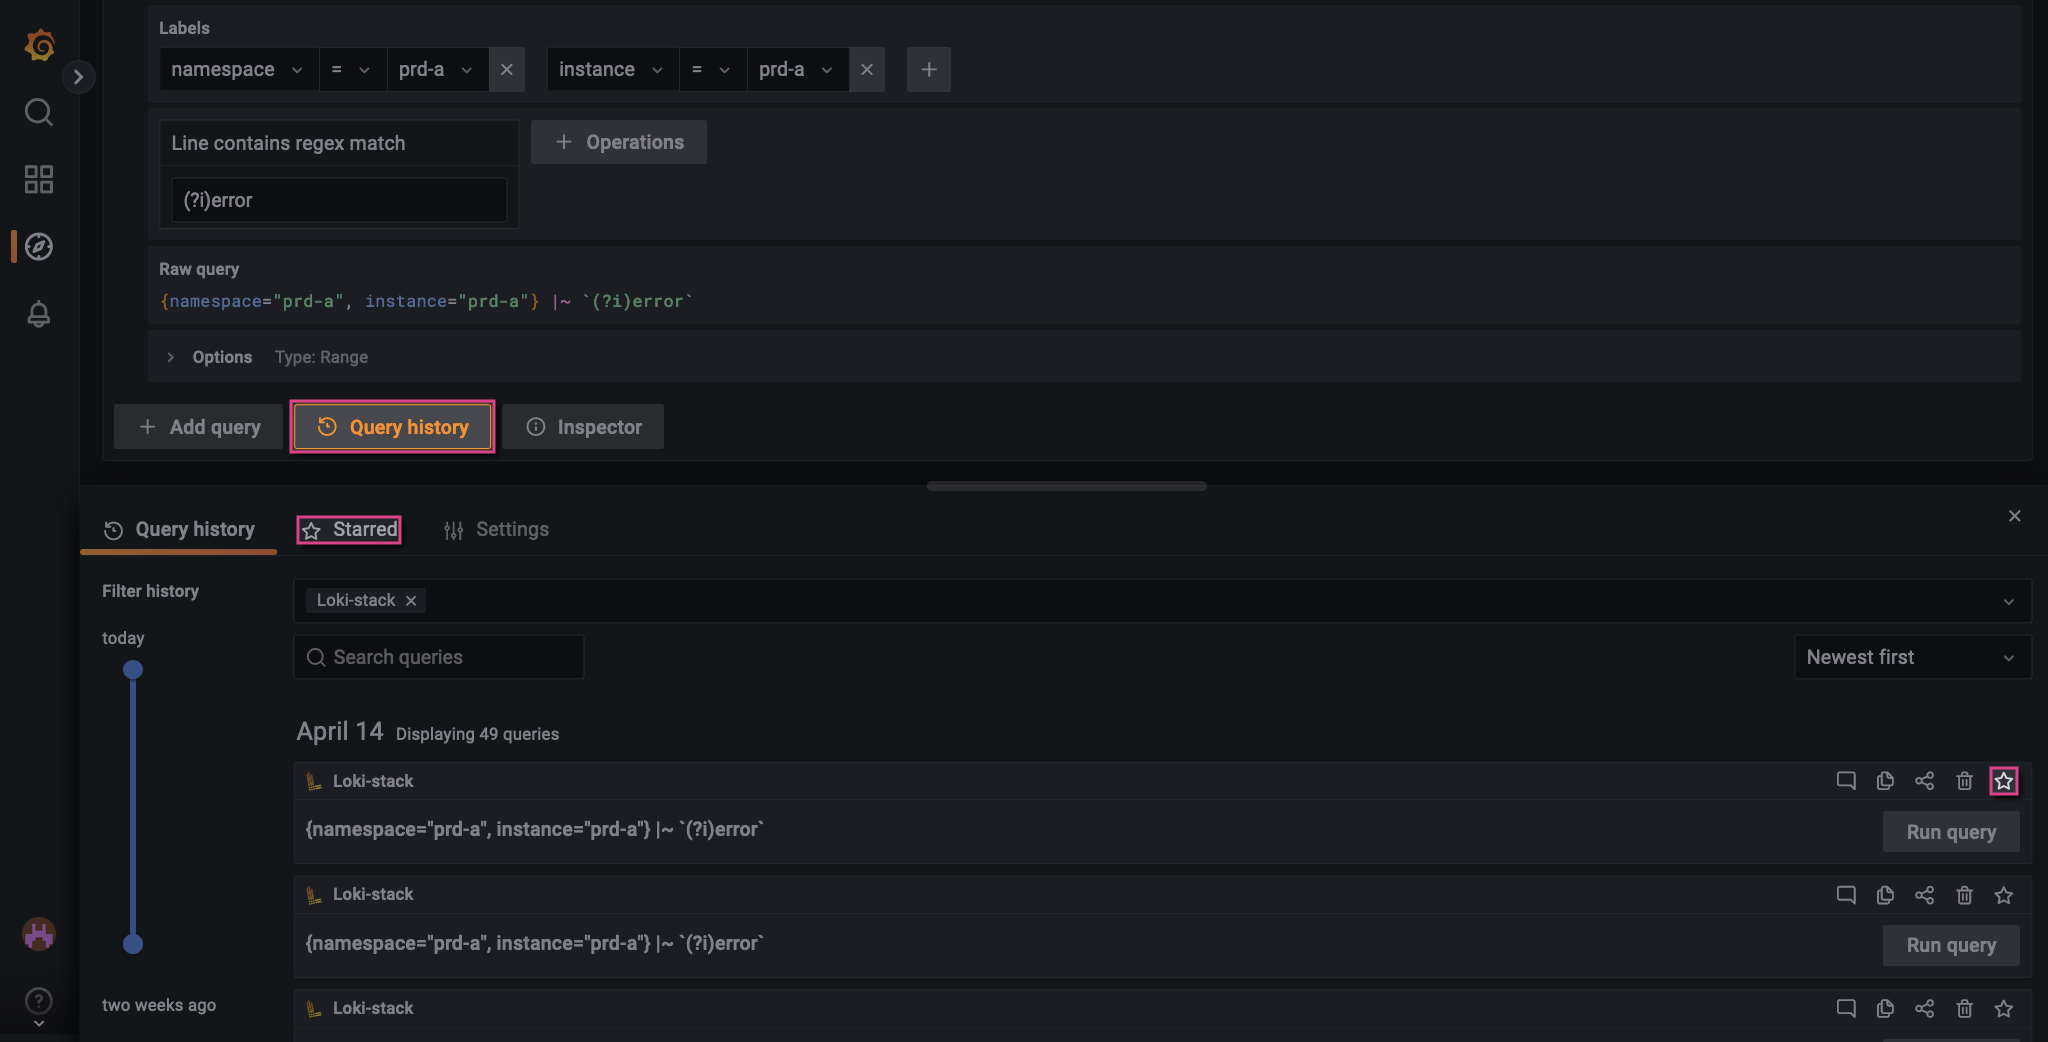 Labels
namespace = prd-a instance = prd-a
Line contains regex match Operations
(?i)error
Raw query
{namespace="prd-a", instance="prd-a"} |~ `(?i)error`
Options Type: Range
Add query Query history Inspector
Query history Starred Settings
Filter history
Loki-stack
today
Search queries Newest first
April 14 Displaying 49 queries
Loki-stack
{namespace="prd-a", instance="prd-a"} |~ `(?i)error`
Run query
Loki-stack
{namespace="prd-a", instance="prd-a"} |~ `(?i)error`
Run query
two weeks ago
Loki-stack